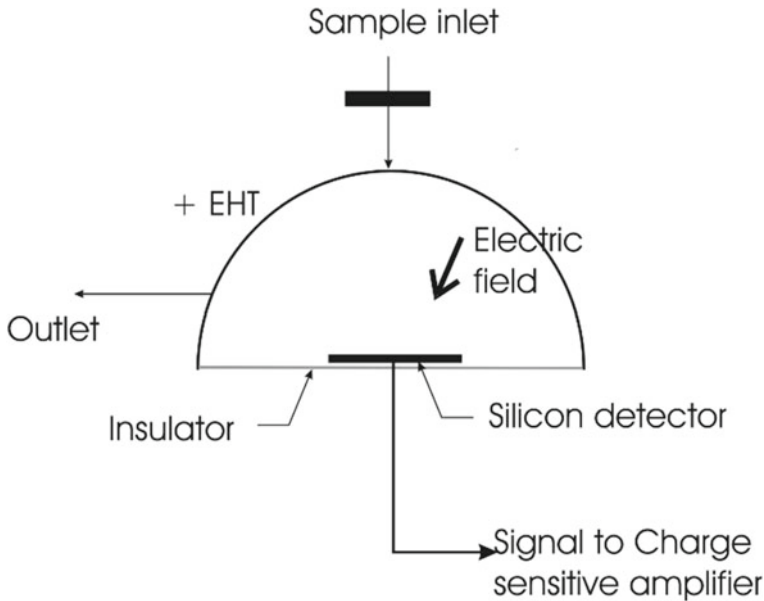 Sample inlet
+ EHT
Electric
field
Outlet
Insulator
Silicon detector
Signal to Charge
sensitive amplifier